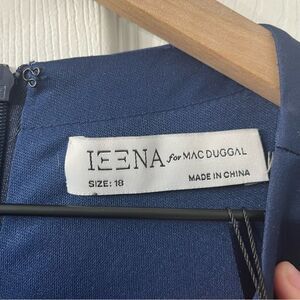 IEENA for MAC DUGGAL
SIZE: 18
MADE IN CHINA